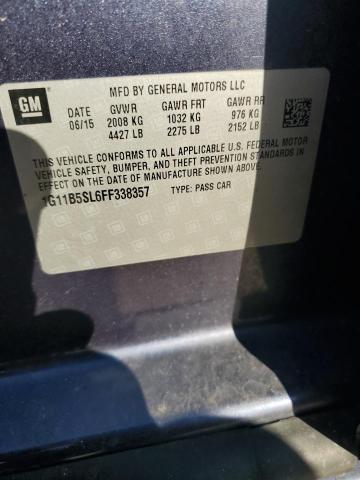 GM
MFD BY GENERAL MOTORS LLC
DATE GVWR GAWR FRT GAWR RR
06/15 2008 KG 1032 KG 976 KG
4427 LB 2275 LB 2152 LB
THIS VEHICLE CONFORMS TO ALL APPLICABLE U.S. FEDERAL MOTOR
VEHICLE SAFETY, BUMPER, AND THEFT PREVENTION STANDARDS IN
EFFECT ON THE DATE OF MANUFACTURE SHOWN ABOVE.
1G11B5SL6FF338357 TYPE: PASS CAR